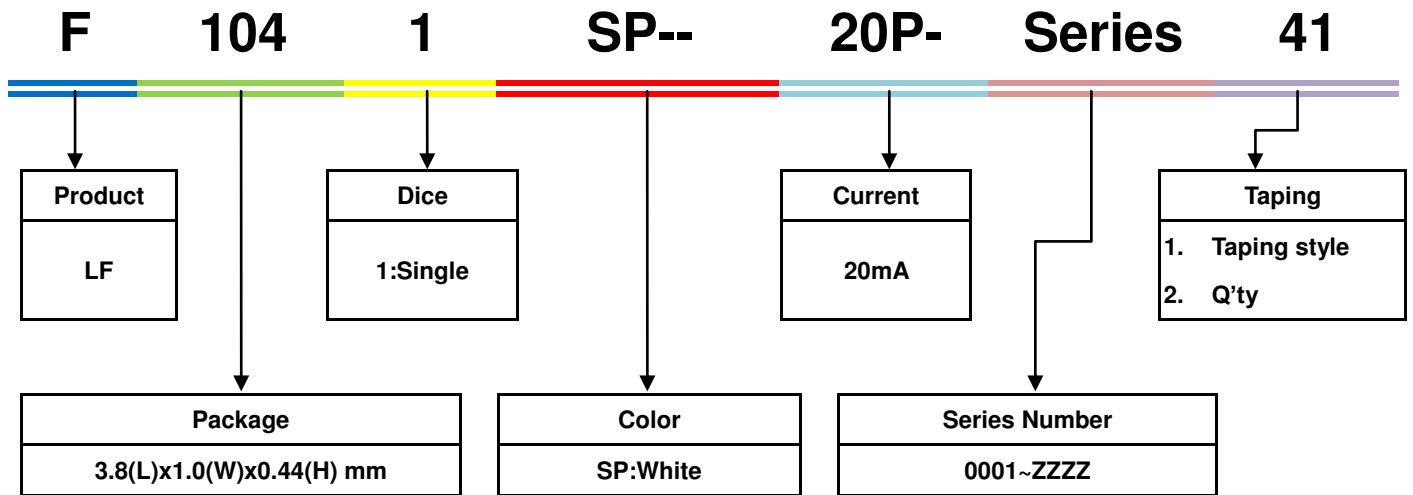 F 104 1 SP-- 20P- Series 41
Product
LF
Dice
1:Single
Current
20mA
Taping
1. Taping style
2. Q'ty
Package
3.8(L)x1.0(W)x0.44(H) mm
Color
SP:White
Series Number
0001~ZZZZ